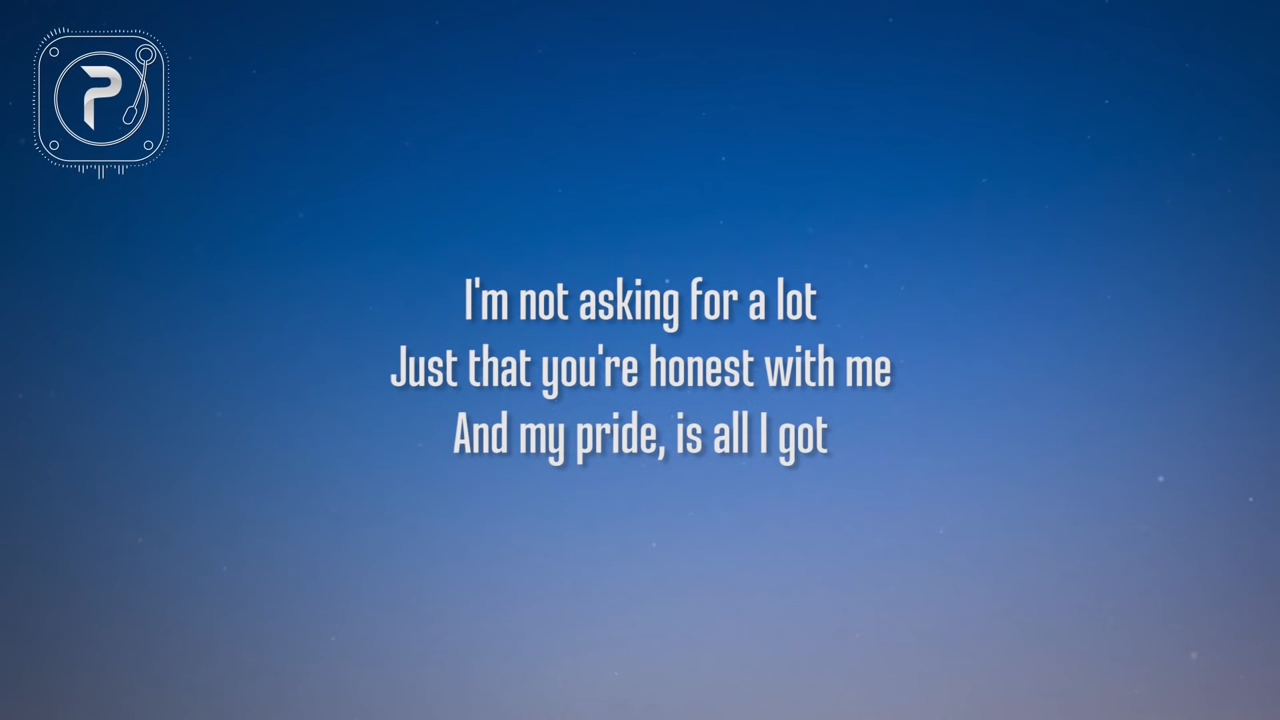 P
I'm not asking for a lot
Just that you're honest with me
And my pride, is all I got